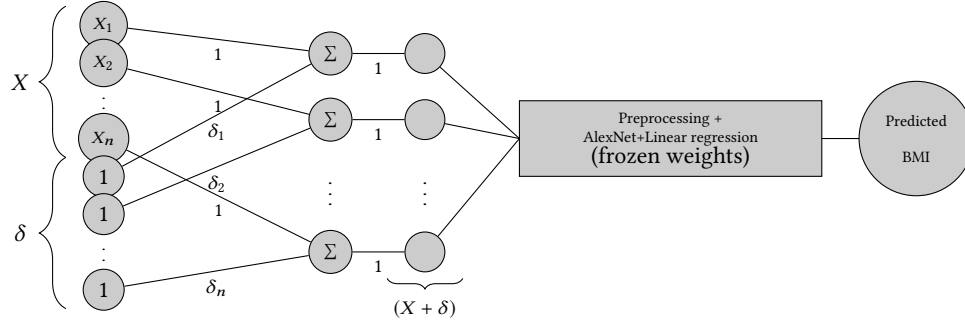 X
δ
X₁
X₂
⋮
Xₙ
1
1
⋮
1
1
1
δ₁
δ₂
1
δₙ
Σ
Σ
⋮
Σ
1
1
1
⋮
(X + δ)
Preprocessing +
AlexNet+Linear regression
(frozen weights)
Predicted
BMI